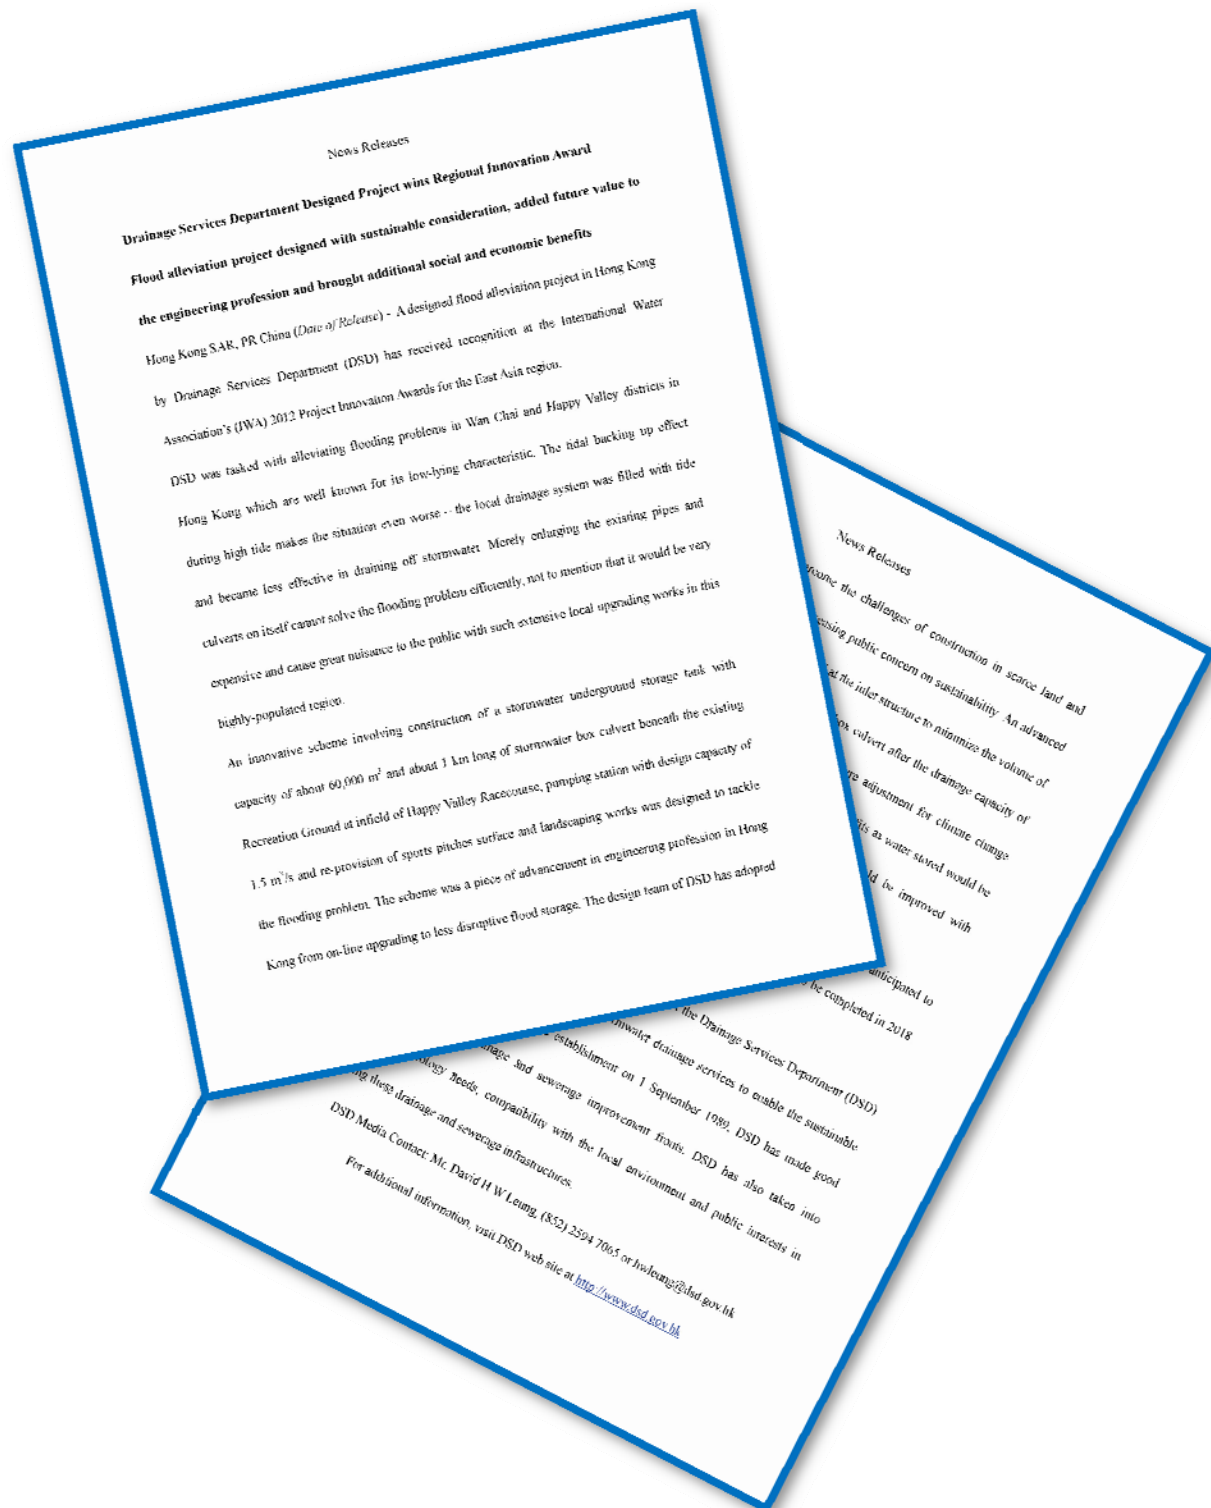 News Releases
Drainage Services Department Designed Project wins Regional Innovation Award
Flood alleviation project designed with sustainable consideration, added future value to
the engineering profession and brought additional social and economic benefits
Hong Kong SAR, PR China (Date of Release) - A designed flood alleviation project in Hong Kong
by Drainage Services Department (DSD) has received recognition at the International Water
Association's (IWA) 2012 Project Innovation Awards for the East Asia region.
DSD was tasked with alleviating flooding problems in Wan Chai and Happy Valley districts in
Hong Kong which are well known for its low-lying characteristic. The tidal backing up effect
during high tide makes the situation even worse -- the local drainage system was filled with tide
and became less effective in draining off stormwater. Merely enlarging the existing pipes and
culverts on itself cannot solve the flooding problem efficiently, not to mention that it would be very
expensive and cause great nuisance to the public with such extensive local upgrading works in this
highly-populated region.
An innovative scheme involving construction of a stormwater underground storage tank with
capacity of about 60,000 m³ and about 1 km long of stormwater box culvert beneath the existing
Recreation Ground at infield of Happy Valley Racecourse, pumping station with design capacity of
1.5 m³/s and re-provision of sports pitches surface and landscaping works was designed to tackle
the flooding problem. The scheme was a piece of advancement in engineering profession in Hong
Kong from on-line upgrading to less disruptive flood storage. The design team of DSD has adopted
News Releases
the challenges of construction in scarce land and
public concern on sustainability. An advanced
at the inlet structure to minimize the volume of
box culvert after the drainage capacity of
adjustment for climate change
as water stored would be
be improved with
anticipated to
be completed in 2018
the Drainage Services Department (DSD)
drainage services to enable the sustainable
establishment on 1 September 1989, DSD has made good
and sewerage improvement fronts. DSD has also taken into
needs, compatibility with the local environment and public interests in
these drainage and sewerage infrastructures.
DSD Media Contact: Mr. David H W Leung, (852) 2594 7065 or hwleung@dsd.gov.hk
For additional information, visit DSD web site at http://www.dsd.gov.hk